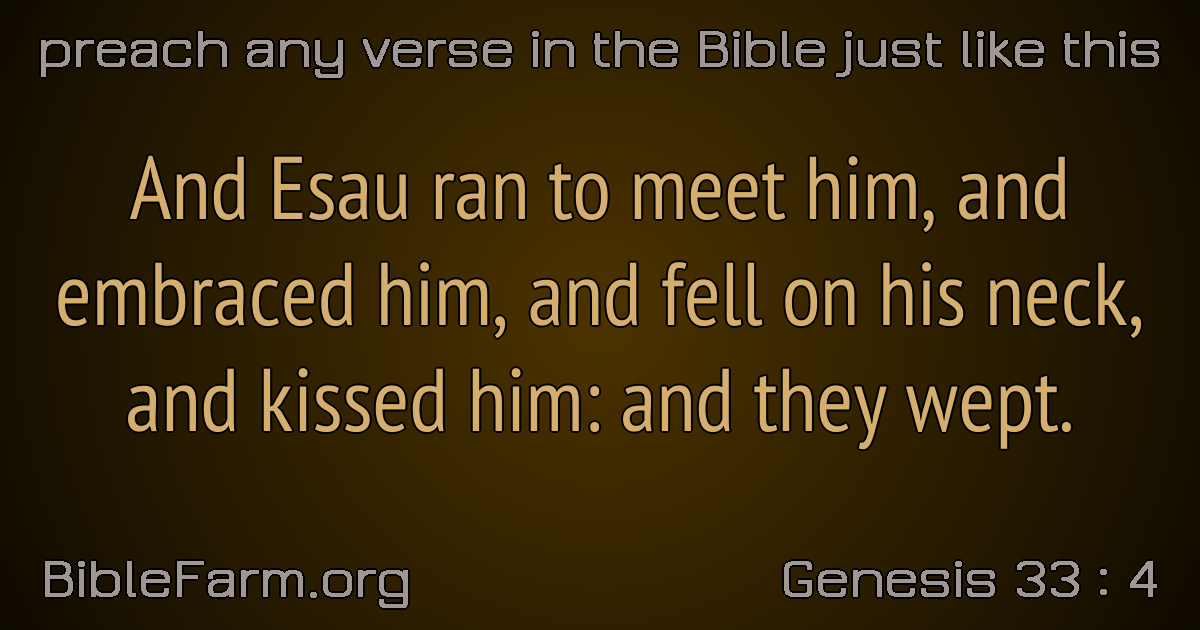 preach any verse in the Bible just like this
And Esau ran to meet him, and
embraced him, and fell on his neck,
and kissed him: and they wept.
BibleFarm.org
Genesis 33 : 4